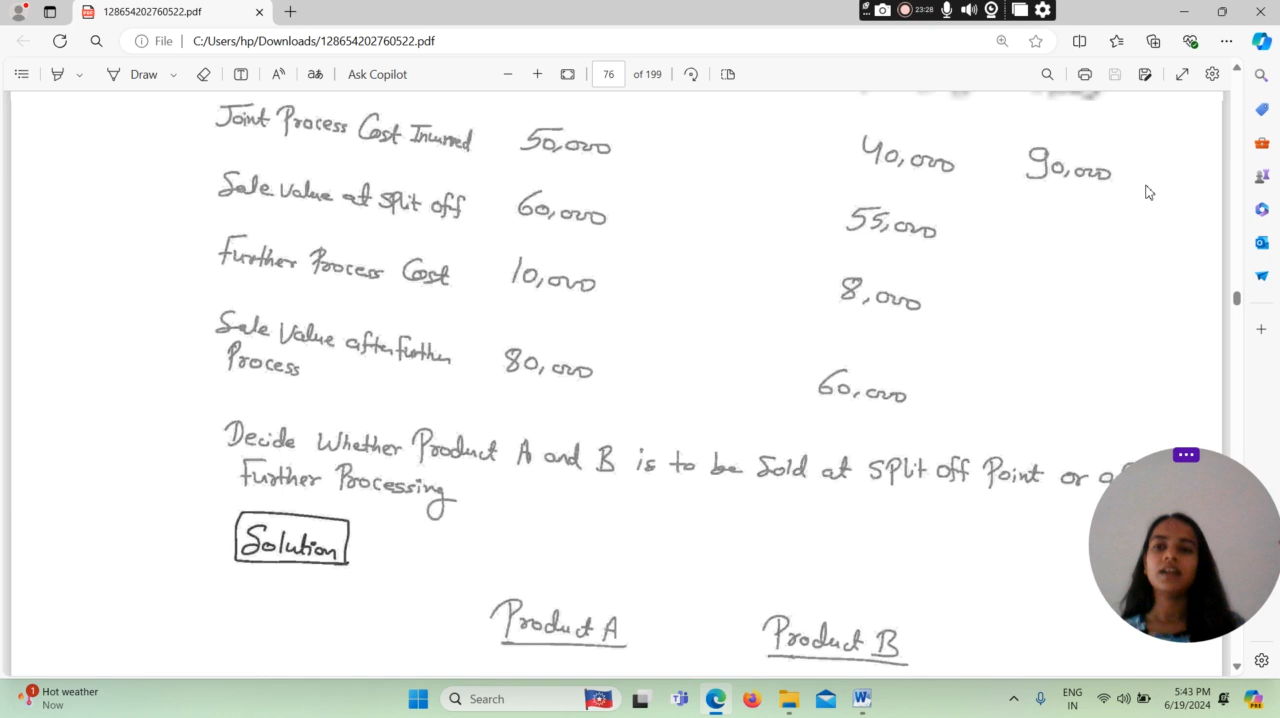 128654202760522.pdf
23:28
File
C:/Users/hp/Downloads/128654202760522.pdf
Draw
Ask Copilot
76
of 199
Joint Process Cost Incurred 50,000 40,000 90,000
Sale Value at split off 60,000 55,000
Further Process Cost 10,000 8,000
Sale Value after further
Process 80,000 60,000
Decide Whether Product A and B is to be Sold at split off Point or
Further Processing
Solution
Product A Product B
1
Hot weather
Now
Search
ENG
IN
5:43 PM
6/19/2024
PRE